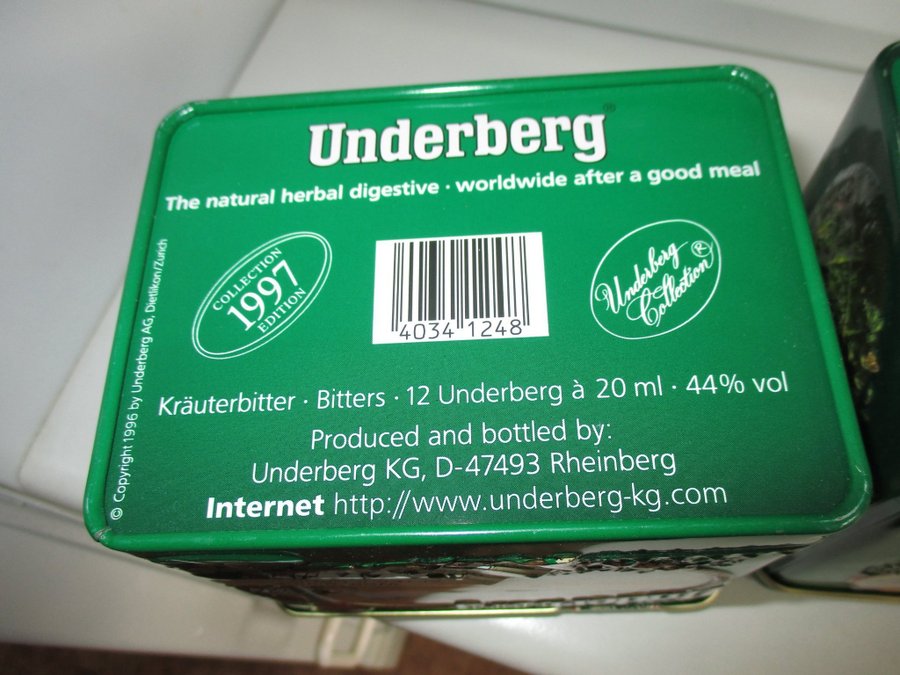 Underberg®
The natural herbal digestive · worldwide after a good meal
COLLECTION
1997
EDITION
4034 1248
Underberg
Collection ®
© Copyright 1996 by Underberg AG, Dietlikon/Zürich
Kräuterbitter · Bitters · 12 Underberg à 20 ml · 44% vol
Produced and bottled by:
Underberg KG, D-47493 Rheinberg
Internet http://www.underberg-kg.com